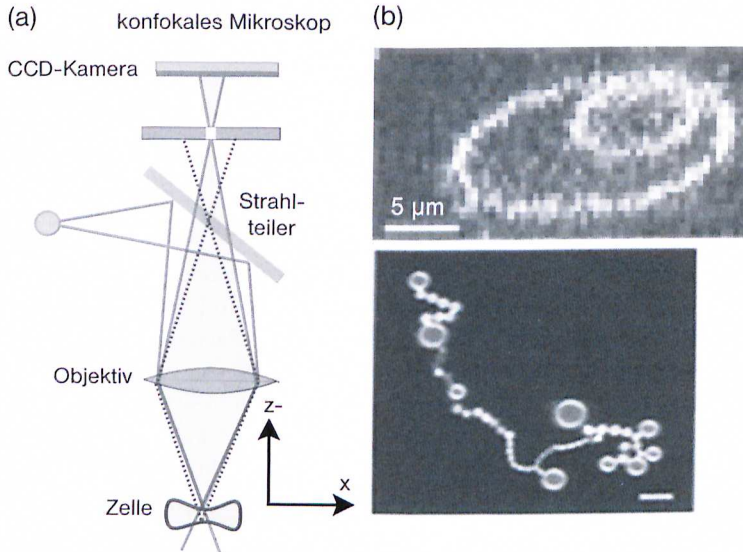 (a)
konfokales Mikroskop
CCD-Kamera
Strahl-
teiler
Objektiv
z-
x
Zelle
(b)
5 µm